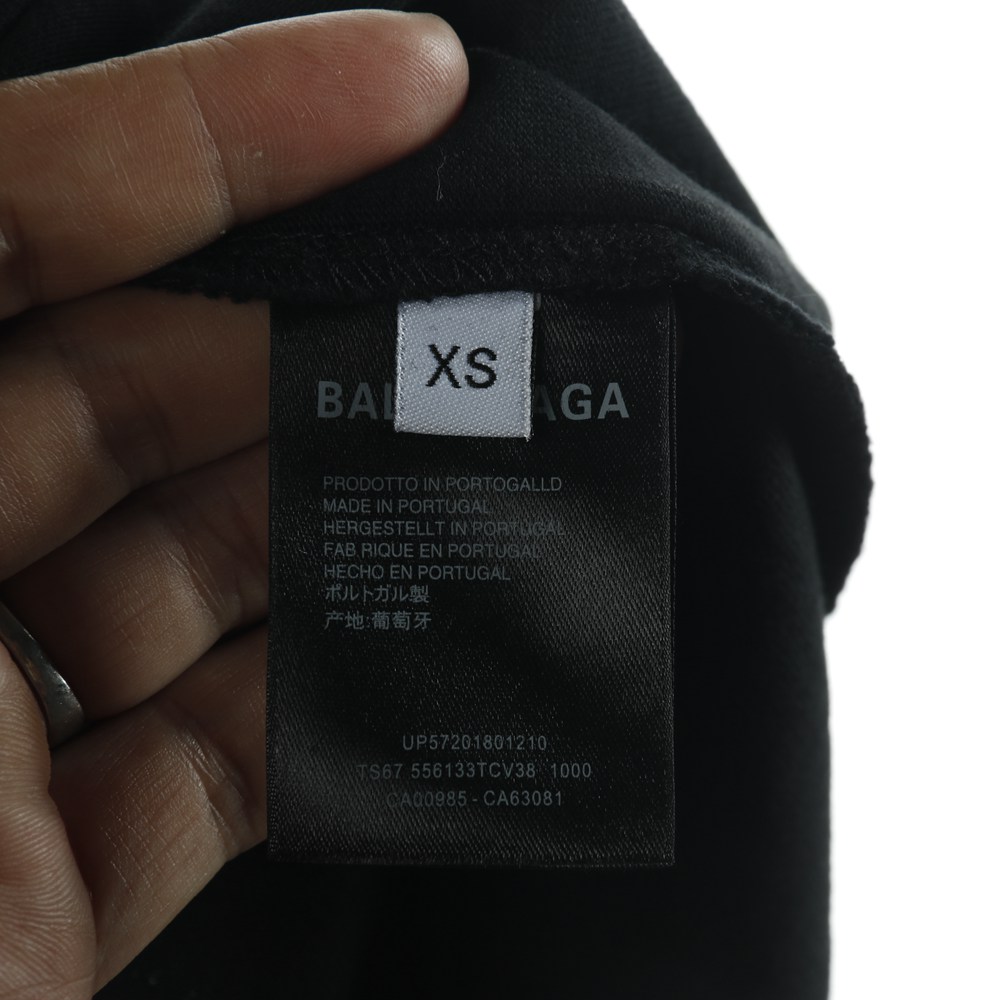 XS
BAL AGA
PRODOTTO IN PORTOGALLD
MADE IN PORTUGAL
HERGESTELLT IN PORTUGAL
FAB RIQUE EN PORTUGAL
HECHO EN PORTUGAL
ポルトガル製
产地:葡萄牙
UP57201801210
TS67 556133TCV38 1000
CA00985 - CA63081